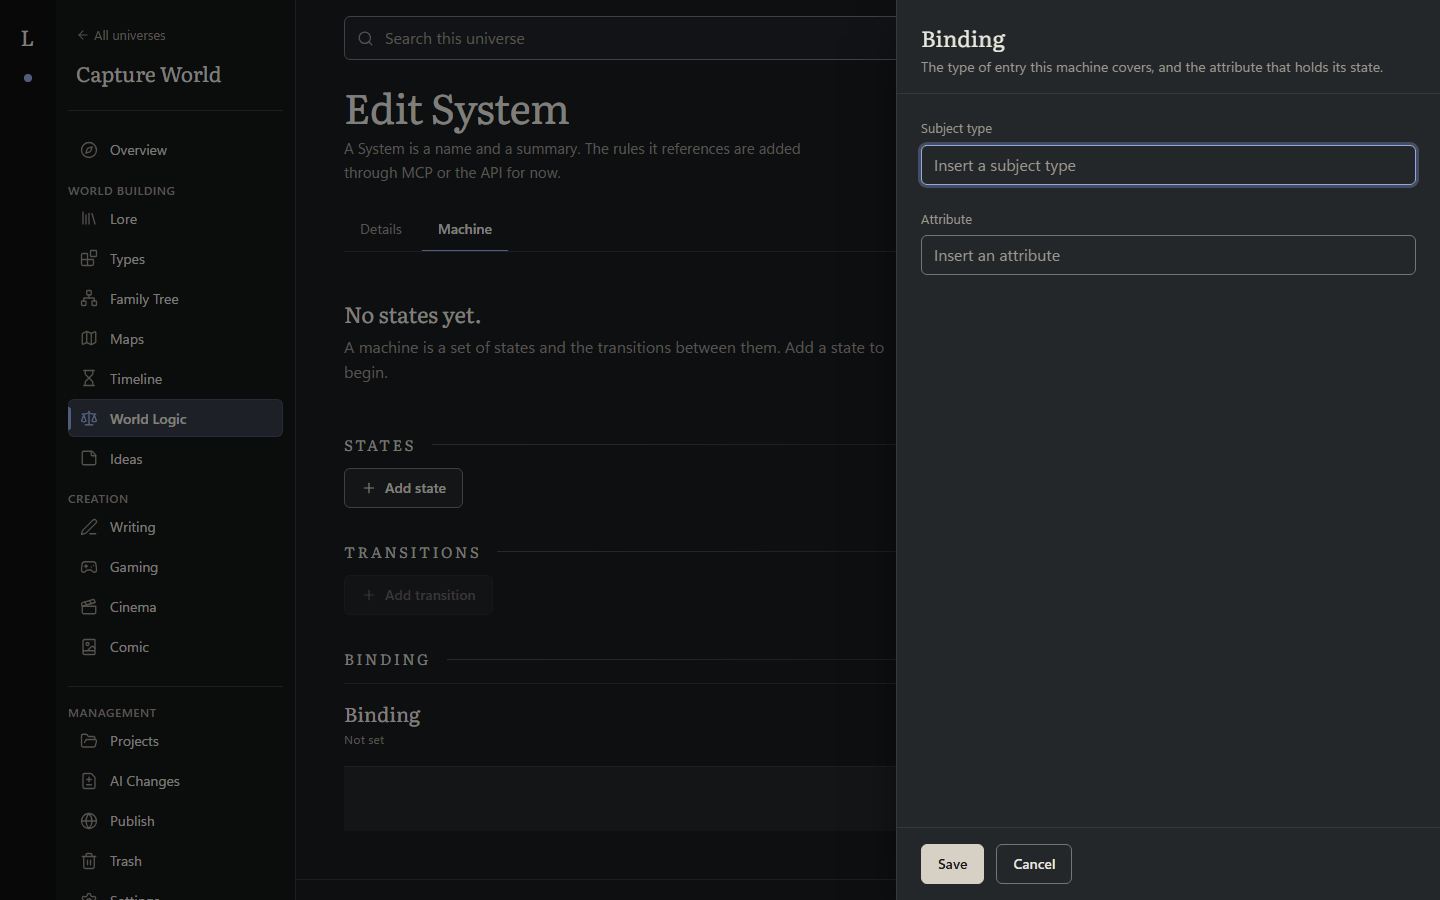 L
All universes
Capture World
Overview
WORLD BUILDING
Lore
Types
Family Tree
Maps
Timeline
World Logic
Ideas
CREATION
Writing
Gaming
Cinema
Comic
MANAGEMENT
Projects
AI Changes
Publish
Trash
Settings
Search this universe
Edit System
A System is a name and a summary. The rules it references are added
through MCP or the API for now.
Details Machine
No states yet.
A machine is a set of states and the transitions between them. Add a state to
begin.
STATES
Add state
TRANSITIONS
Add transition
BINDING
Binding
Not set
Binding
The type of entry this machine covers, and the attribute that holds its state.
Subject type
Insert a subject type
Attribute
Insert an attribute
Save Cancel